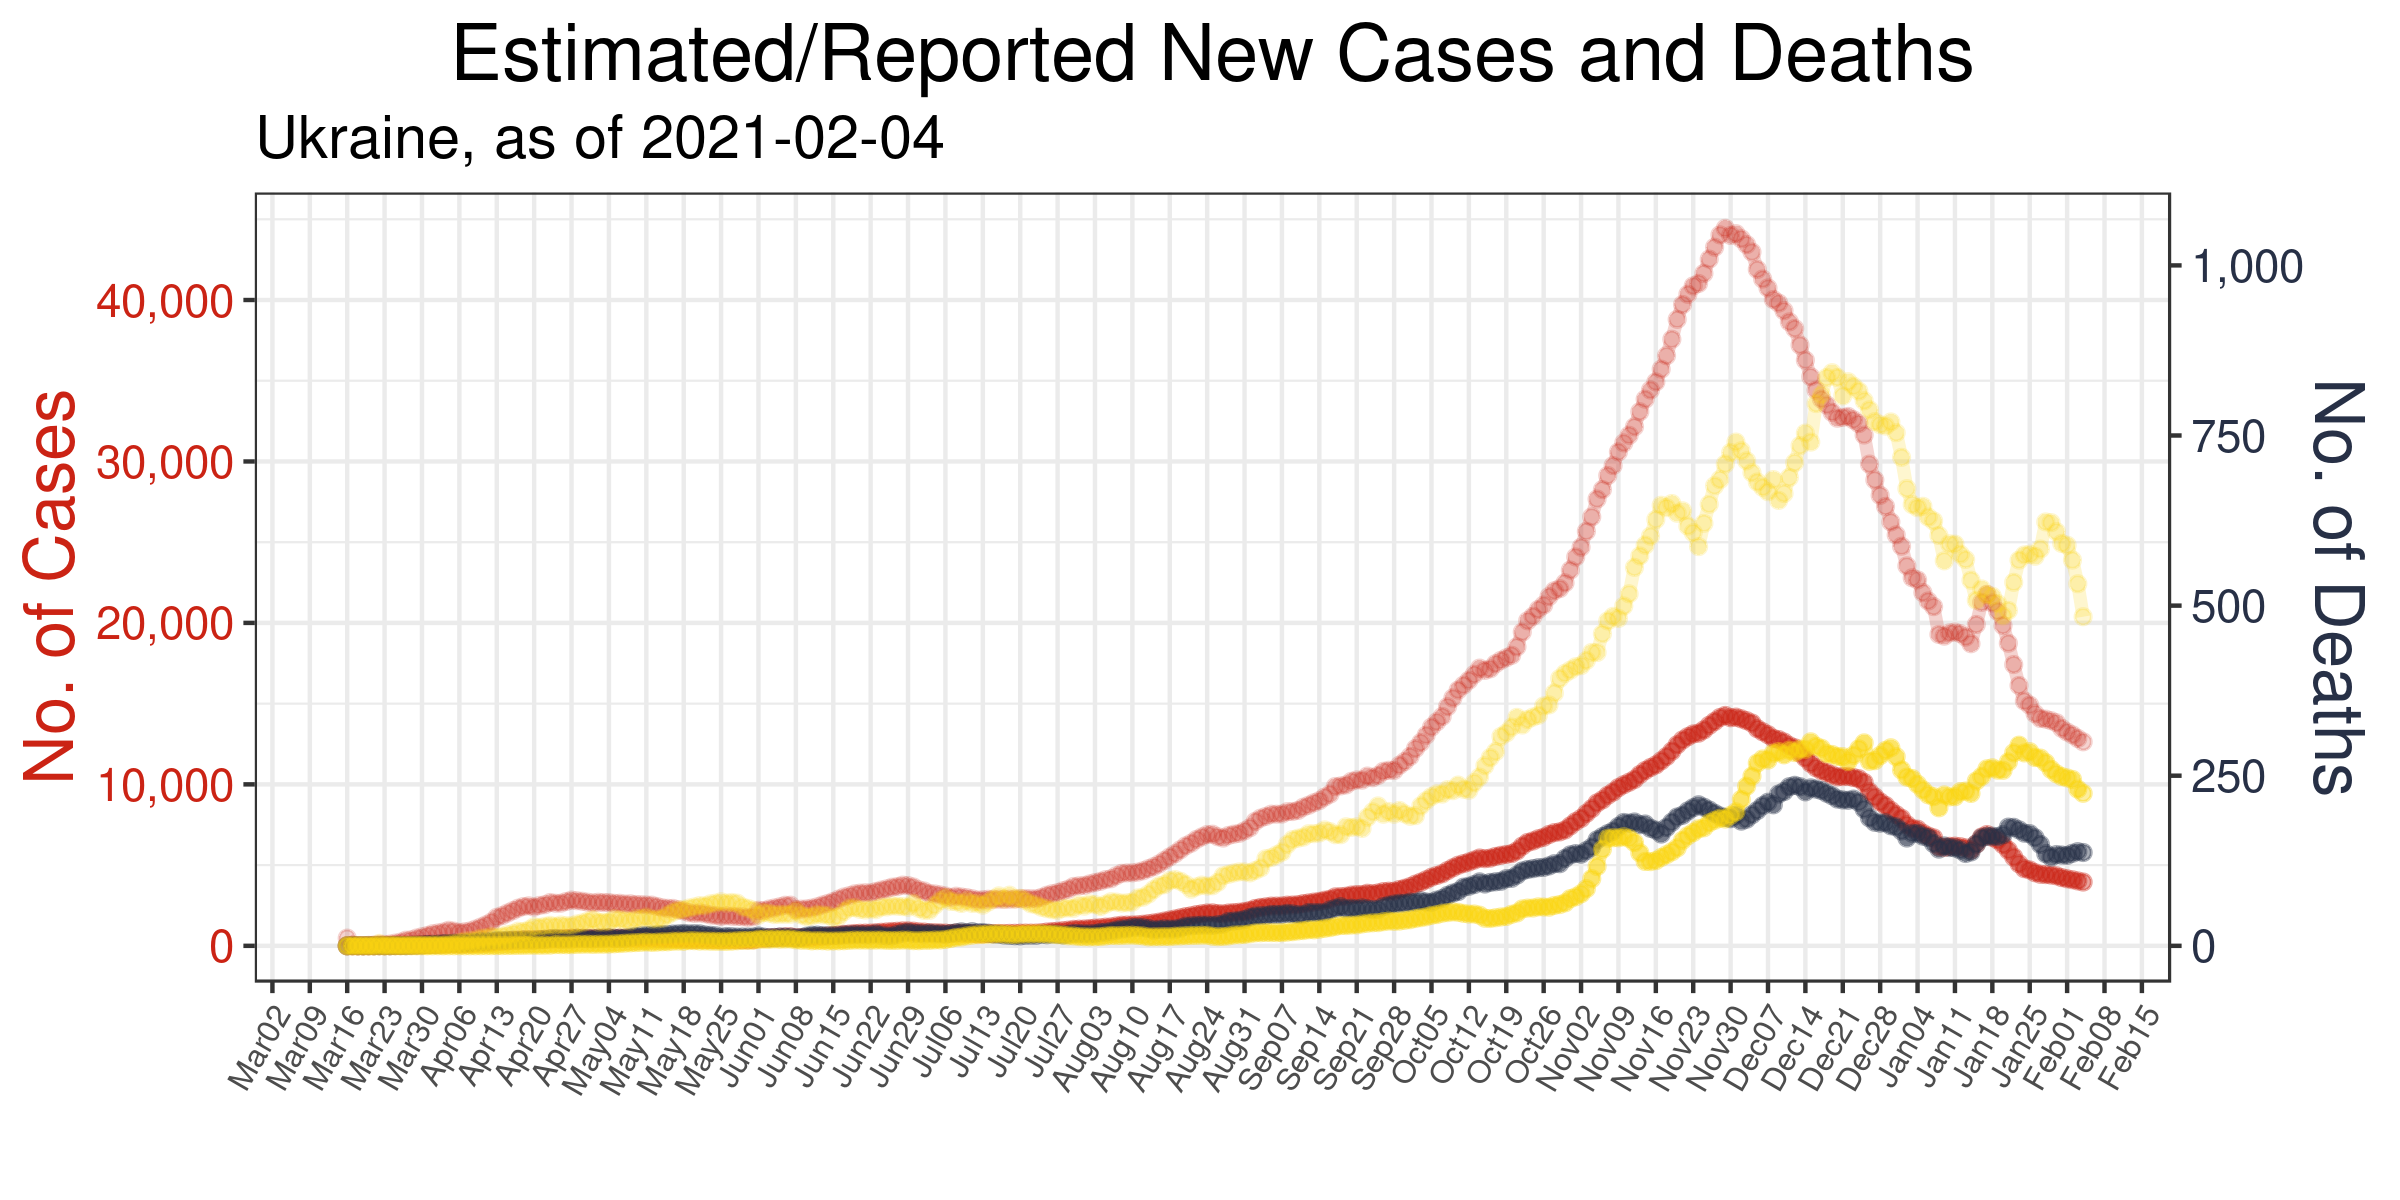 Estimated/Reported New Cases and Deaths
Ukraine, as of 2021-02-04
No. of Cases
40,000
30,000
20,000
10,000
0
1,000
750
500
250
0
No. of Deaths
Mar02
Mar09
Mar16
Mar23
Mar30
Apr06
Apr13
Apr20
Apr27
May04
May11
May18
May25
Jun01
Jun08
Jun15
Jun22
Jun29
Jul06
Jul13
Jul20
Jul27
Aug03
Aug10
Aug17
Aug24
Aug31
Sep07
Sep14
Sep21
Sep28
Oct05
Oct12
Oct19
Oct26
Nov02
Nov09
Nov16
Nov23
Nov30
Dec07
Dec14
Dec21
Dec28
Jan04
Jan11
Jan18
Jan25
Feb01
Feb08
Feb15